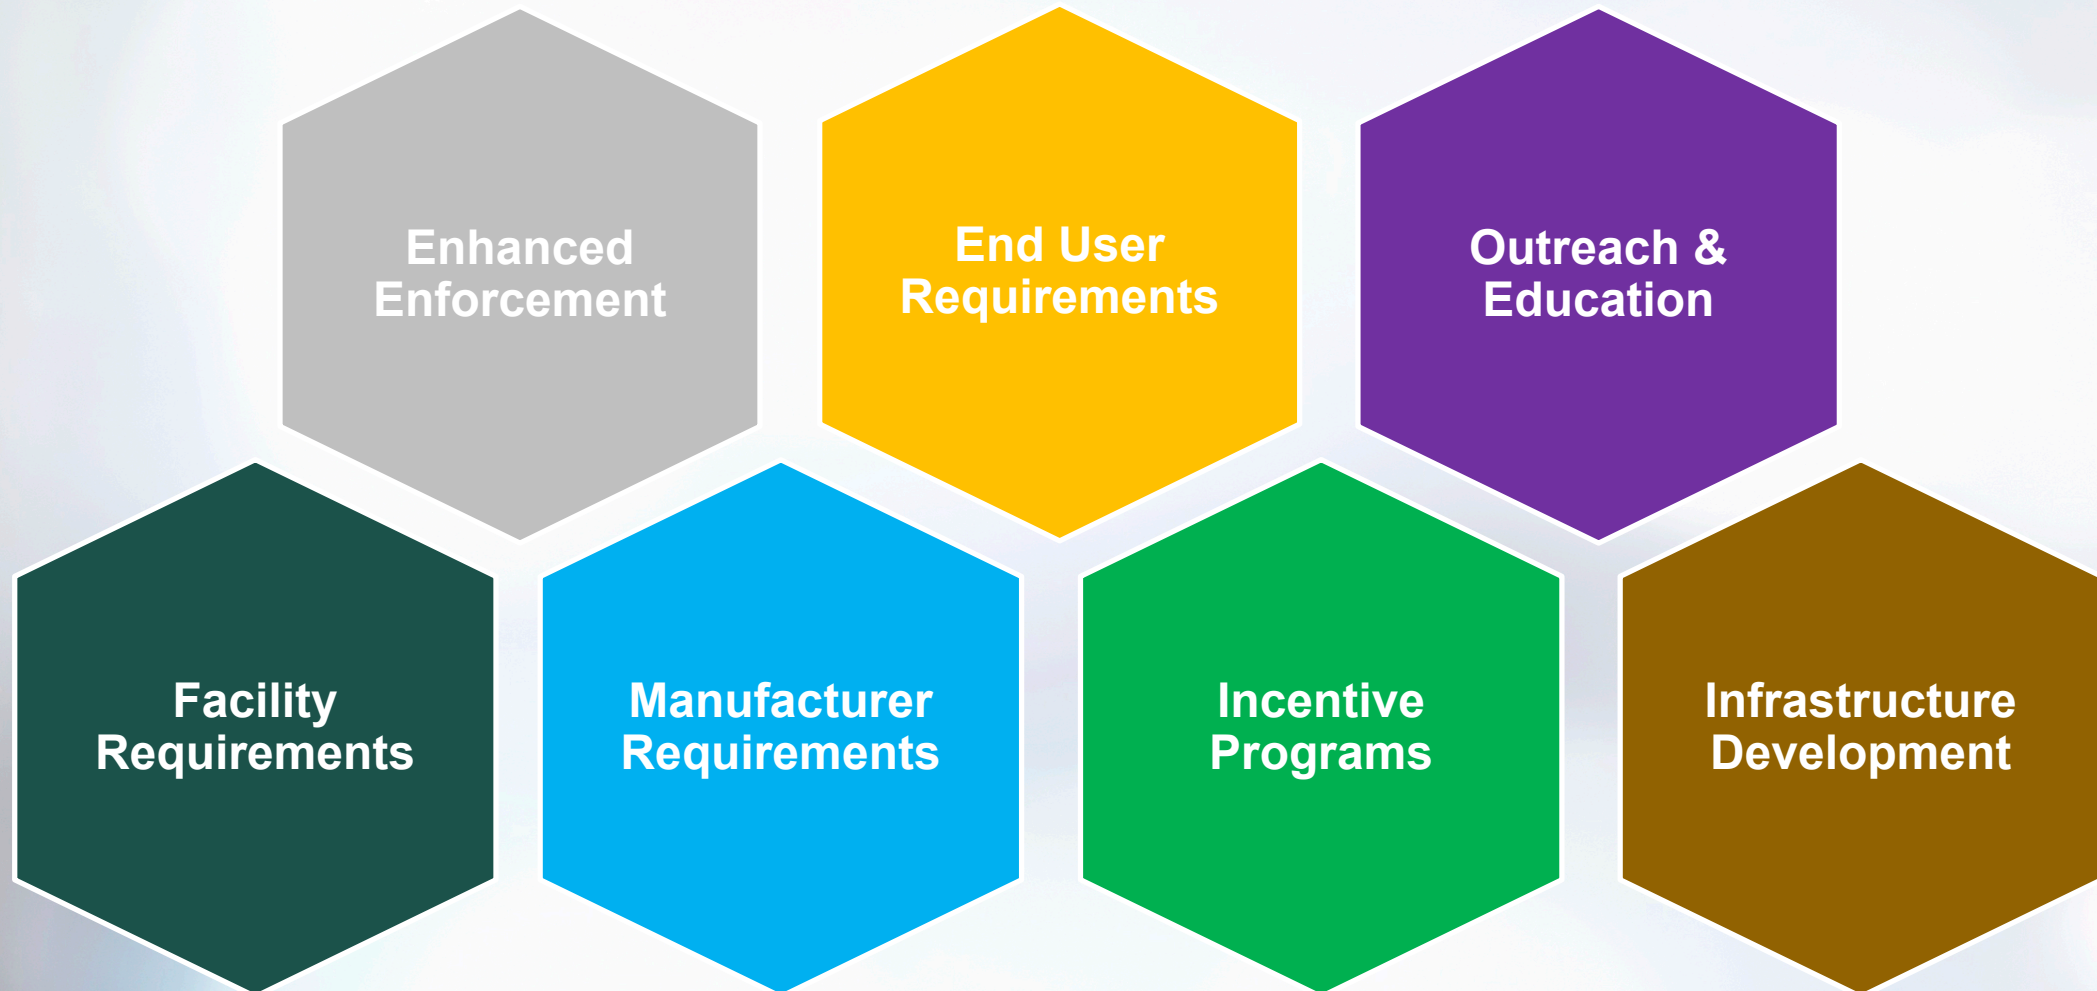 Enhanced
Enforcement
End User
Requirements
Outreach &
Education
Facility
Requirements
Manufacturer
Requirements
Incentive
Programs
Infrastructure
Development